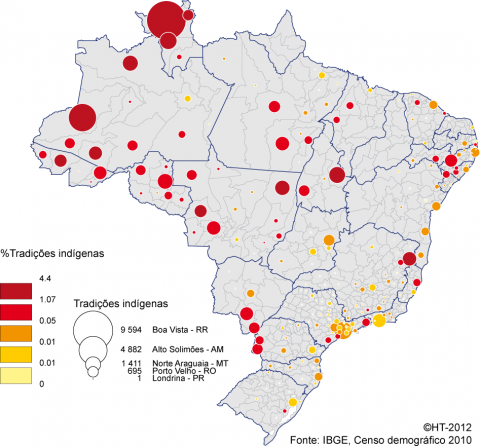 %Tradições indígenas
4.4
1.07
0.05
0.01
0.01
0
Tradições indígenas
9 594 Boa Vista - RR
4 882 Alto Solimões - AM
1 411 Norte Araguaia - MT
695 Porto Velho - RO
1 Londrina - PR
©HT-2012
Fonte: IBGE, Censo demográfico 2010